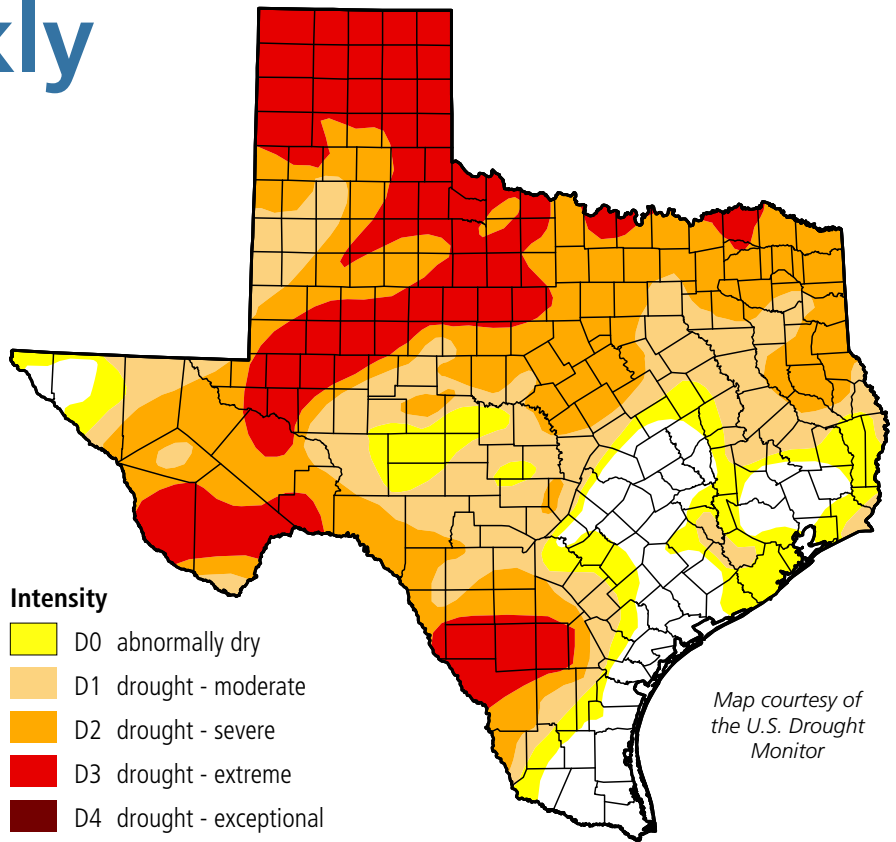 Intensity
D0 abnormally dry
D1 drought - moderate
D2 drought - severe
D3 drought - extreme
D4 drought - exceptional
Map courtesy of
the U.S. Drought
Monitor